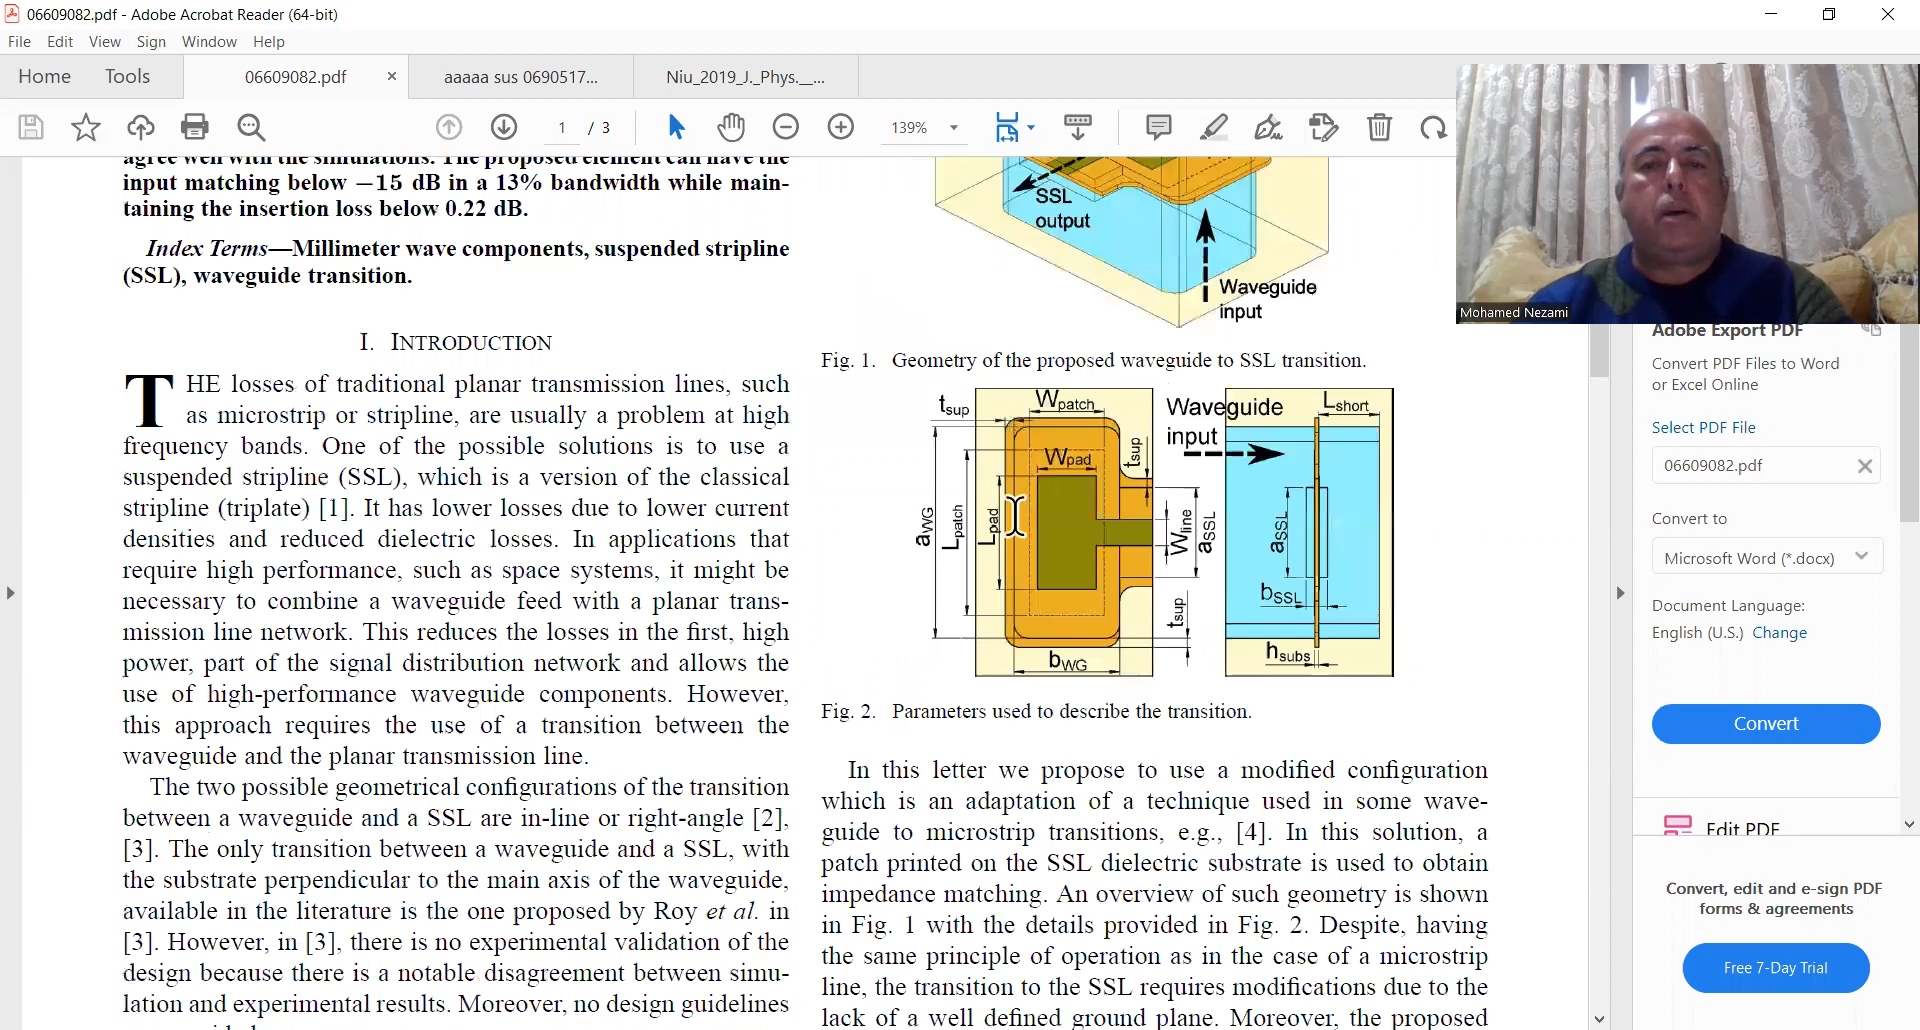 06609082.pdf - Adobe Acrobat Reader (64-bit)
File Edit View Sign Window Help
Home Tools 06609082.pdf × aaaaa sus 0690517... Niu_2019_J._Phys.__...
1 / 3 139%
agree well with the simulations. The proposed element can have the
input matching below −15 dB in a 13% bandwidth while main-
taining the insertion loss below 0.22 dB.
Index Terms—Millimeter wave components, suspended stripline
(SSL), waveguide transition.
I. INTRODUCTION
THE losses of traditional planar transmission lines, such
as microstrip or stripline, are usually a problem at high
frequency bands. One of the possible solutions is to use a
suspended stripline (SSL), which is a version of the classical
stripline (triplate) [1]. It has lower losses due to lower current
densities and reduced dielectric losses. In applications that
require high performance, such as space systems, it might be
necessary to combine a waveguide feed with a planar trans-
mission line network. This reduces the losses in the first, high
power, part of the signal distribution network and allows the
use of high-performance waveguide components. However,
this approach requires the use of a transition between the
waveguide and the planar transmission line.
The two possible geometrical configurations of the transition
between a waveguide and a SSL are in-line or right-angle [2],
[3]. The only transition between a waveguide and a SSL, with
the substrate perpendicular to the main axis of the waveguide,
available in the literature is the one proposed by Roy et al. in
[3]. However, in [3], there is no experimental validation of the
design because there is a notable disagreement between simu-
lation and experimental results. Moreover, no design guidelines
SSL
output
Waveguide
input
Fig. 1. Geometry of the proposed waveguide to SSL transition.
tsup
Wpatch
Wpad
tsup
aWG
Lpatch
Lpad
Wline
aSSL
tsup
bWG
Waveguide
input
Lshort
aSSL
bSSL
hsubs
Fig. 2. Parameters used to describe the transition.
In this letter we propose to use a modified configuration
which is an adaptation of a technique used in some wave-
guide to microstrip transitions, e.g., [4]. In this solution, a
patch printed on the SSL dielectric substrate is used to obtain
impedance matching. An overview of such geometry is shown
in Fig. 1 with the details provided in Fig. 2. Despite, having
the same principle of operation as in the case of a microstrip
line, the transition to the SSL requires modifications due to the
lack of a well defined ground plane. Moreover, the proposed
Mohamed Nezami
Adobe Export PDF
Convert PDF Files to Word
or Excel Online
Select PDF File
06609082.pdf
Convert to
Microsoft Word (*.docx)
Document Language:
English (U.S.) Change
Convert
Edit PDF
Convert, edit and e-sign PDF
forms & agreements
Free 7-Day Trial